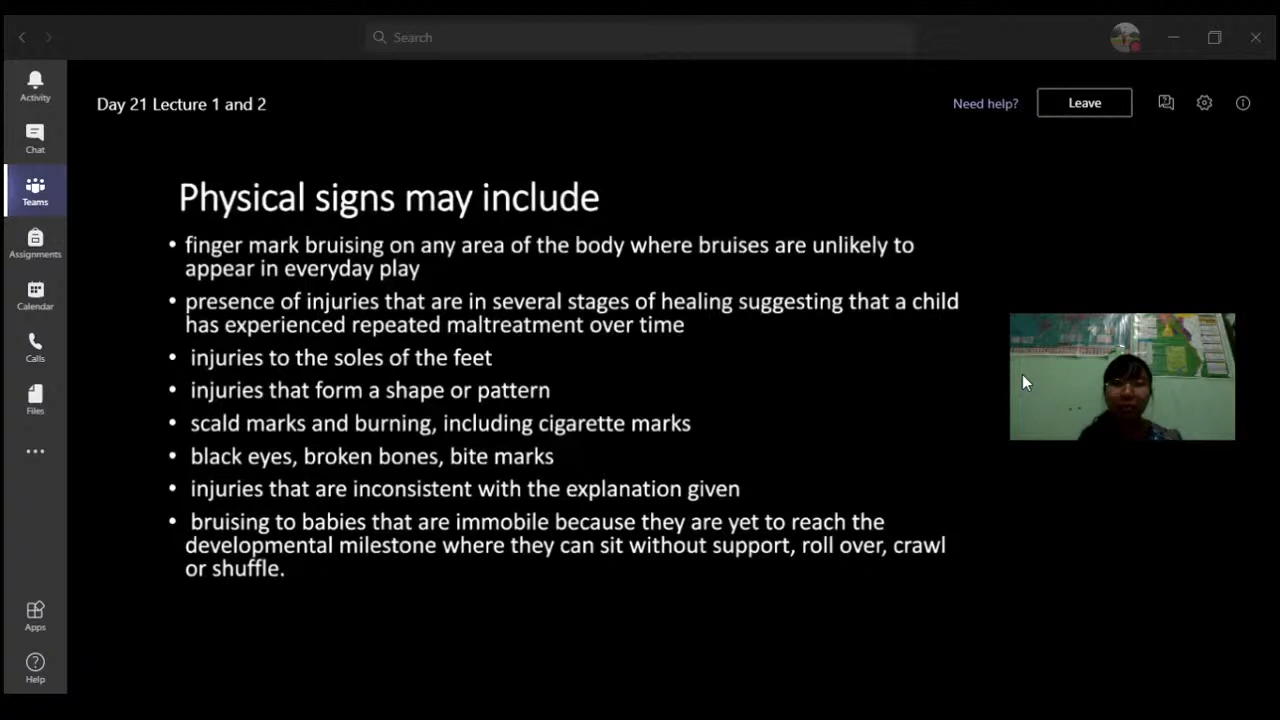 Search
Activity
Chat
Teams
Assignments
Calendar
Calls
Files
Apps
Help
Day 21 Lecture 1 and 2
Need help?
Leave
Physical signs may include
• finger mark bruising on any area of the body where bruises are unlikely to
appear in everyday play
• presence of injuries that are in several stages of healing suggesting that a child
has experienced repeated maltreatment over time
• injuries to the soles of the feet
• injuries that form a shape or pattern
• scald marks and burning, including cigarette marks
• black eyes, broken bones, bite marks
• injuries that are inconsistent with the explanation given
• bruising to babies that are immobile because they are yet to reach the
developmental milestone where they can sit without support, roll over, crawl
or shuffle.